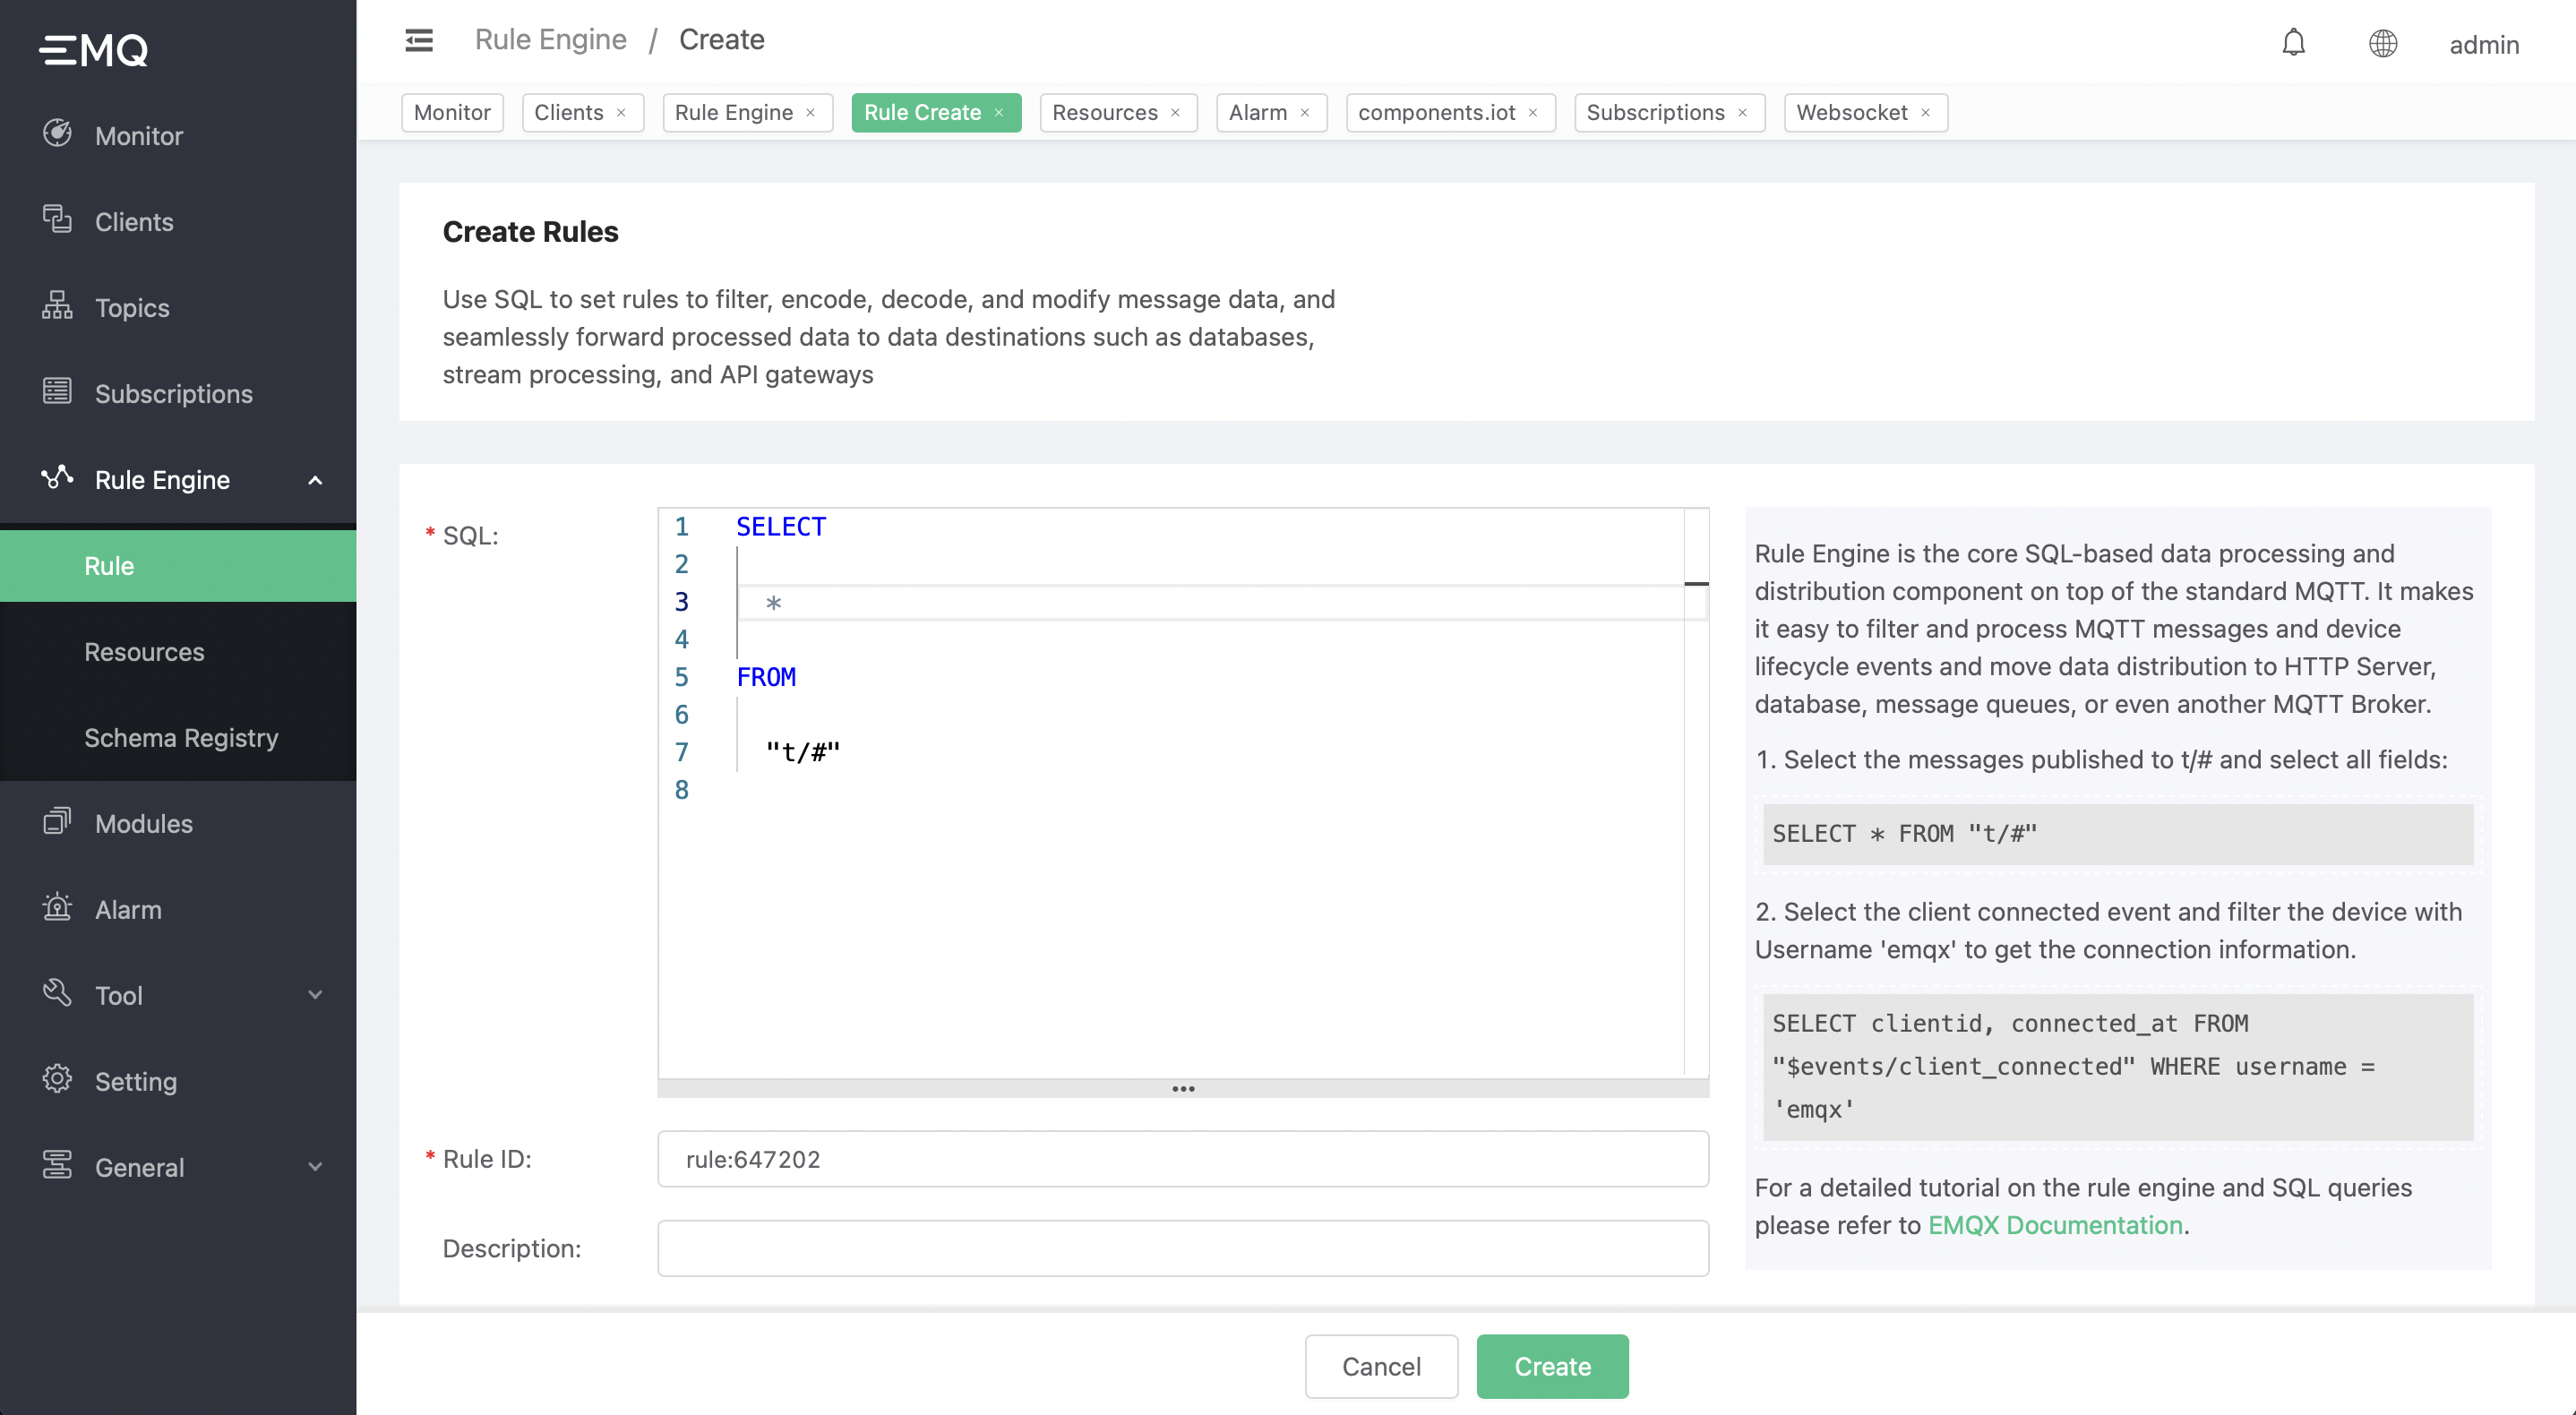 EMQ
Monitor
Clients
Topics
Subscriptions
Rule Engine
Rule
Resources
Schema Registry
Modules
Alarm
Tool
Setting
General
Rule Engine / Create
admin
Monitor
Clients ×
Rule Engine ×
Rule Create ×
Resources ×
Alarm ×
components.iot ×
Subscriptions ×
Websocket ×
Create Rules
Use SQL to set rules to filter, encode, decode, and modify message data, and
seamlessly forward processed data to data destinations such as databases,
stream processing, and API gateways
* SQL:
1 SELECT
2
3 *
4
5 FROM
6
7 "t/#"
8
* Rule ID:
rule:647202
Description:
Rule Engine is the core SQL-based data processing and
distribution component on top of the standard MQTT. It makes
it easy to filter and process MQTT messages and device
lifecycle events and move data distribution to HTTP Server,
database, message queues, or even another MQTT Broker.
1. Select the messages published to t/# and select all fields:
SELECT * FROM "t/#"
2. Select the client connected event and filter the device with
Username 'emqx' to get the connection information.
SELECT clientid, connected_at FROM
"$events/client_connected" WHERE username =
'emqx'
For a detailed tutorial on the rule engine and SQL queries
please refer to EMQX Documentation.
Cancel
Create